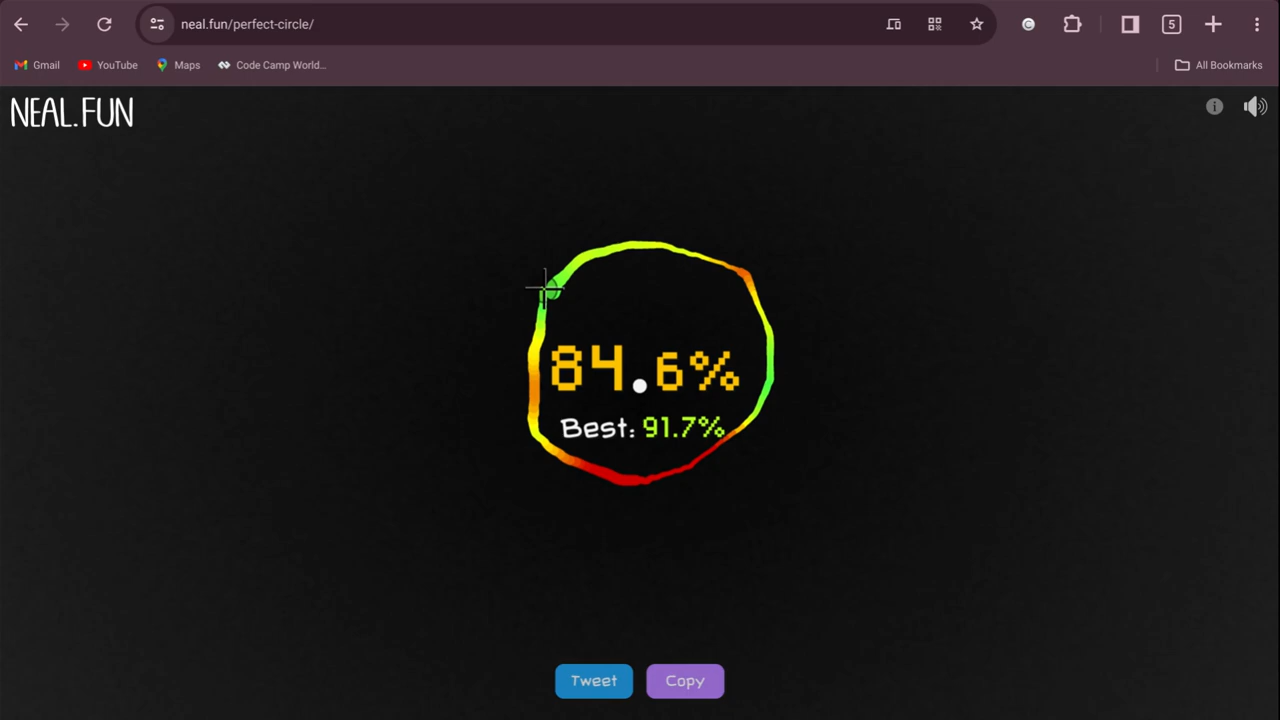 neal.fun/perfect-circle/
5
Gmail
YouTube
Maps
Code Camp World...
All Bookmarks
NEAL.FUN
84.6%
Best: 91.7%
Tweet
Copy